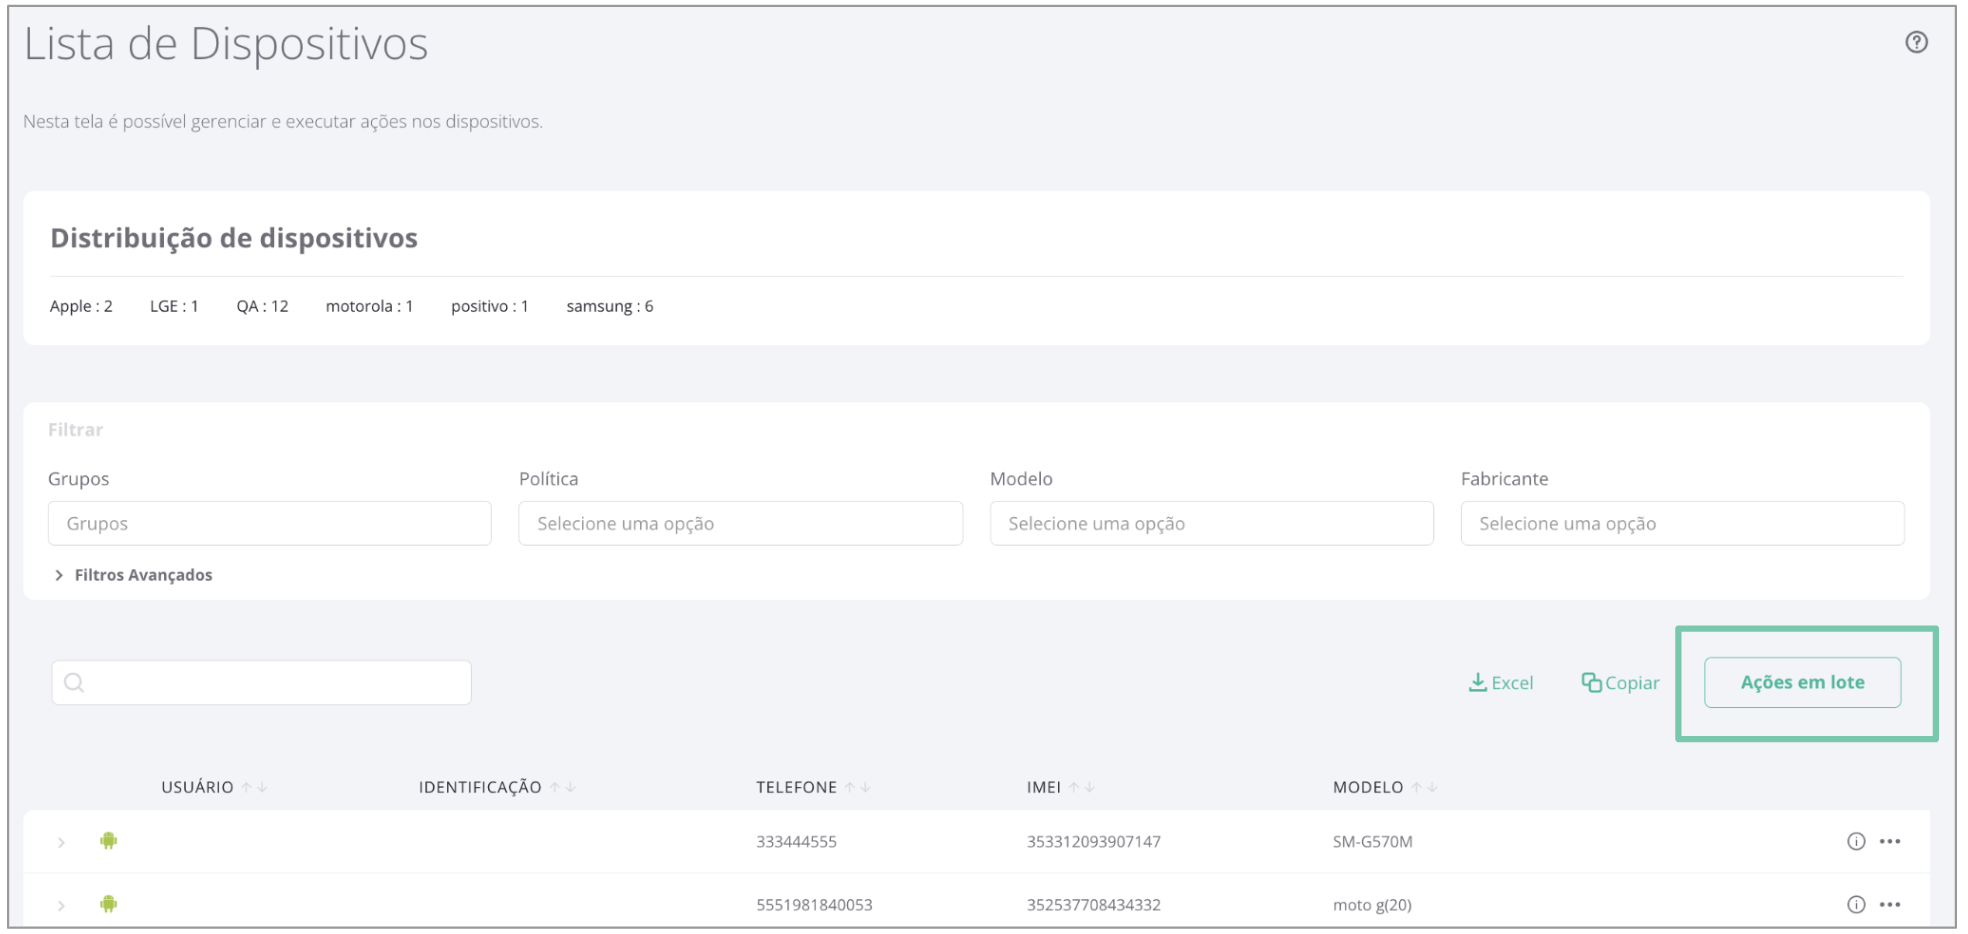 Lista de Dispositivos
Nesta tela é possível gerenciar e executar ações nos dispositivos.
Distribuição de dispositivos
Apple : 2 LGE : 1 QA : 12 motorola : 1 positivo : 1 samsung : 6
Filtrar
Grupos Política Modelo Fabricante
Grupos Selecione uma opção Selecione uma opção Selecione uma opção
Filtros Avançados
Excel Copiar Ações em lote
USUÁRIO IDENTIFICAÇÃO TELEFONE IMEI MODELO
333444555 353312093907147 SM-G570M
5551981840053 352537708434332 moto g(20)